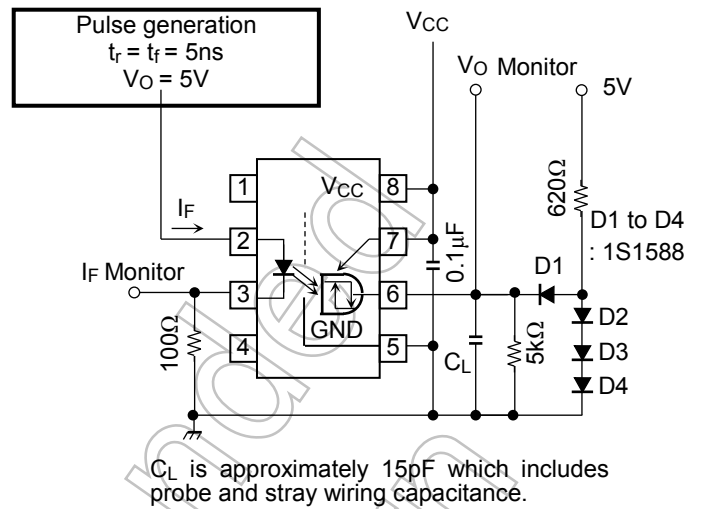 Pulse generation
tr = tf = 5ns
VO = 5V
VCC
VO Monitor
5V
1
VCC
8
IF
2
7
0.1μF
620Ω
D1 to D4
: 1S1588
IF Monitor
3
6
D1
100Ω
GND
D2
4
5
CL
5kΩ
D3
D4
CL is approximately 15pF which includes
probe and stray wiring capacitance.